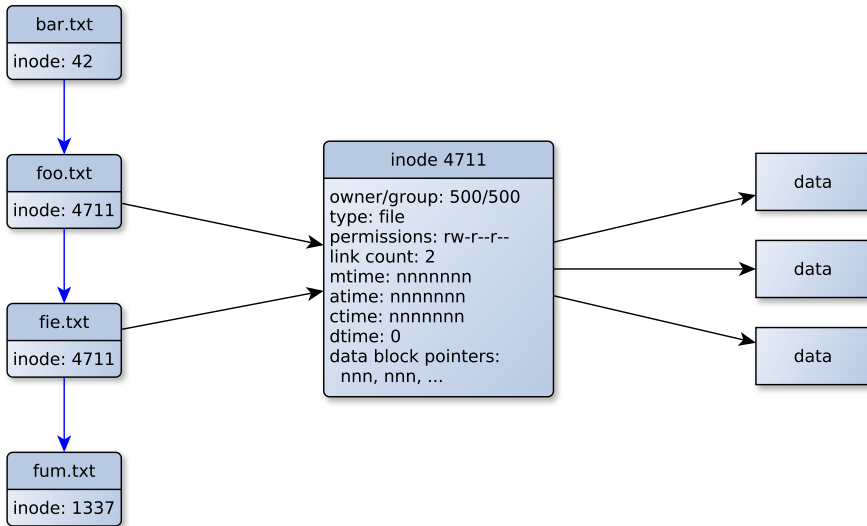 bar.txt
inode: 42
foo.txt
inode: 4711
fie.txt
inode: 4711
fum.txt
inode: 1337
inode 4711
owner/group: 500/500
type: file
permissions: rw-r--r--
link count: 2
mtime: nnnnnnn
atime: nnnnnnn
ctime: nnnnnnn
dtime: 0
data block pointers:
nnn, nnn, ...
data
data
data